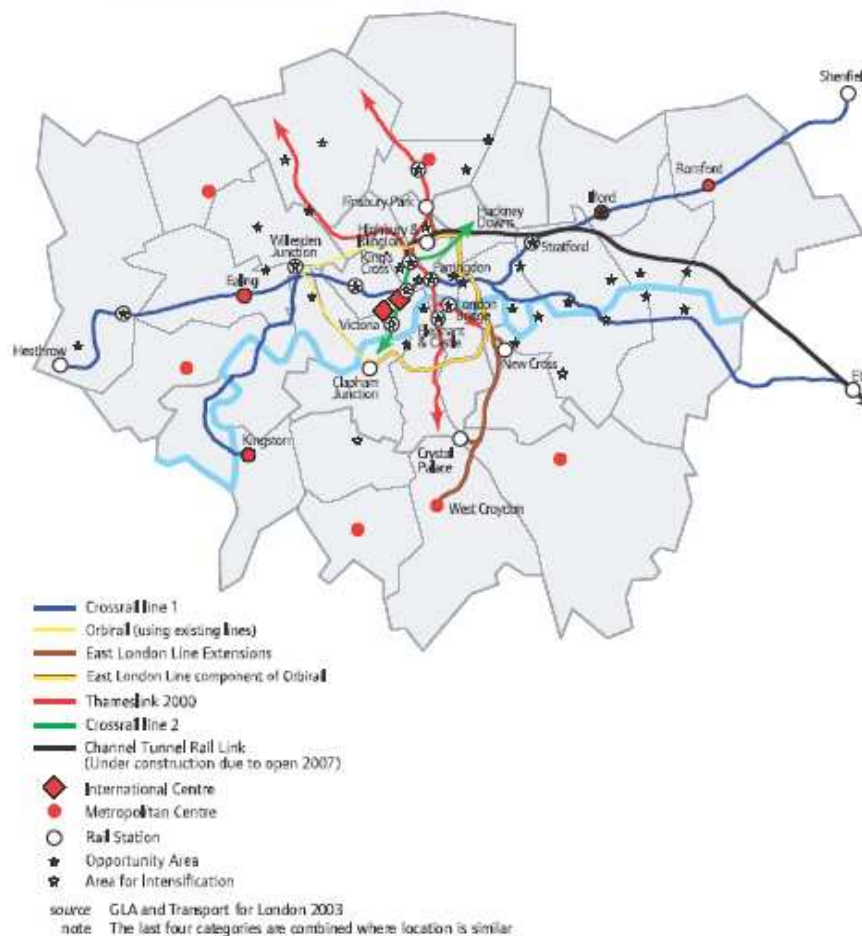 Shenfield
Romford
Ilford
Finsbury Park
Hackney
Downs
Highbury &
Islington
Willesden
Junction
Stratford
King's
Cross
Farringdon
Ealing
London
Bridge
Victoria
Elephant
& Castle
Heathrow
New Cross
Clapham
Junction
Kingston
Crystal
Palace
West Croydon
Crossrail line 1
Orbirail (using existing lines)
East London Line Extensions
East London Line component of Orbirail
Thameslink 2000
Crossrail line 2
Channel Tunnel Rail Link
(Under construction due to open 2007)
International Centre
Metropolitan Centre
Rail Station
Opportunity Area
Area for Intensification
source GLA and Transport for London 2003
note The last four categories are combined where location is similar